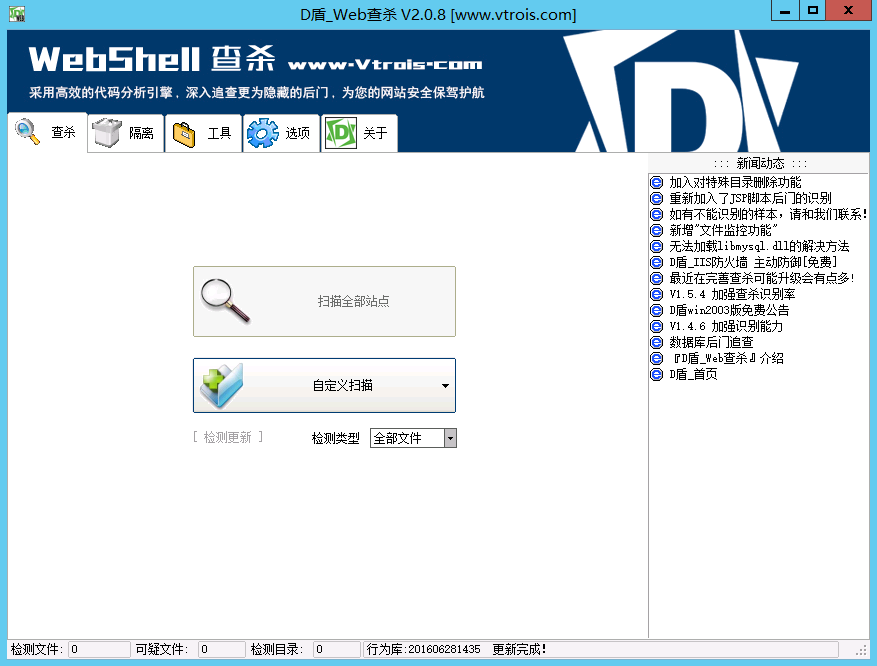 D盾_Web查杀 V2.0.8 [www.vtrois.com]
WebShell 查杀 www-Vtrois-com
采用高效的代码分析引擎，深入追查更为隐藏的后门，为您的网站安全保驾护航
查杀 隔离 工具 选项 关于
::: 新闻动态 :::
加入对特殊目录删除功能
重新加入了JSP脚本后门的识别
如有不能识别的样本，请和我们联系!
新增"文件监控功能"
无法加载libmysql.dll的解决方法
D盾_IIS防火墙 主动防御[免费]
最近在完善查杀可能升级会有点多!
V1.5.4 加强查杀识别率
D盾win2003版免费公告
V1.4.6 加强识别能力
数据库后门追查
『D盾_Web查杀』介绍
D盾_首页
扫描全部站点
自定义扫描
[ 检测更新 ] 检测类型 全部文件
检测文件: 0 可疑文件: 0 检测目录: 0 行为库:201606281435 更新完成!